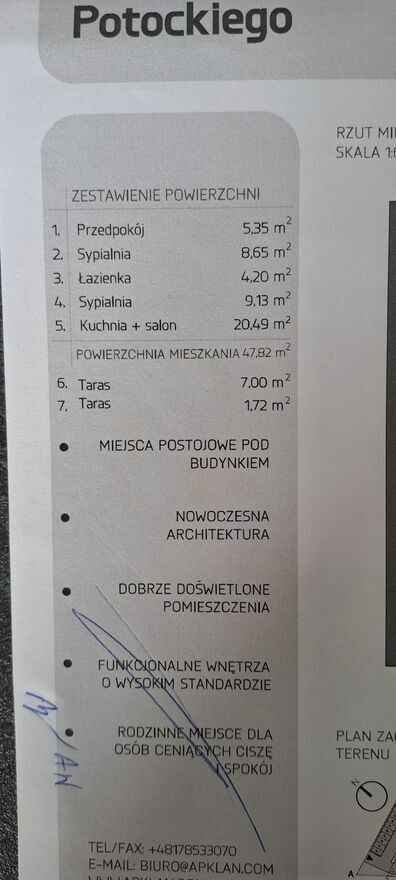 Potockiego
RZUT
SKALA
ZESTAWIENIE POWIERZCHNI
1. Przedpokój 5,35 m²
2. Sypialnia 8,65 m²
3. Łazienka 4,20 m²
4. Sypialnia 9,13 m²
5. Kuchnia + salon 20,49 m²
POWIERZCHNIA MIESZKANIA 47,82 m²
6. Taras 7,00 m²
7. Taras 1,72 m²
• MIEJSCA POSTOJOWE POD
BUDYNKIEM
• NOWOCZESNA
ARCHITEKTURA
• DOBRZE DOŚWIETLONE
POMIESZCZENIA
• FUNKCJONALNE WNĘTRZA
O WYSOKIM STANDARDZIE
• RODZINNE MIEJSCE DLA
OSÓB CENIĄCYCH CISZĘ
I SPOKÓJ
PLAN
TERENU
N
A
TEL/FAX: +48178533070
E-MAIL: BIURO@APKLAN.COM